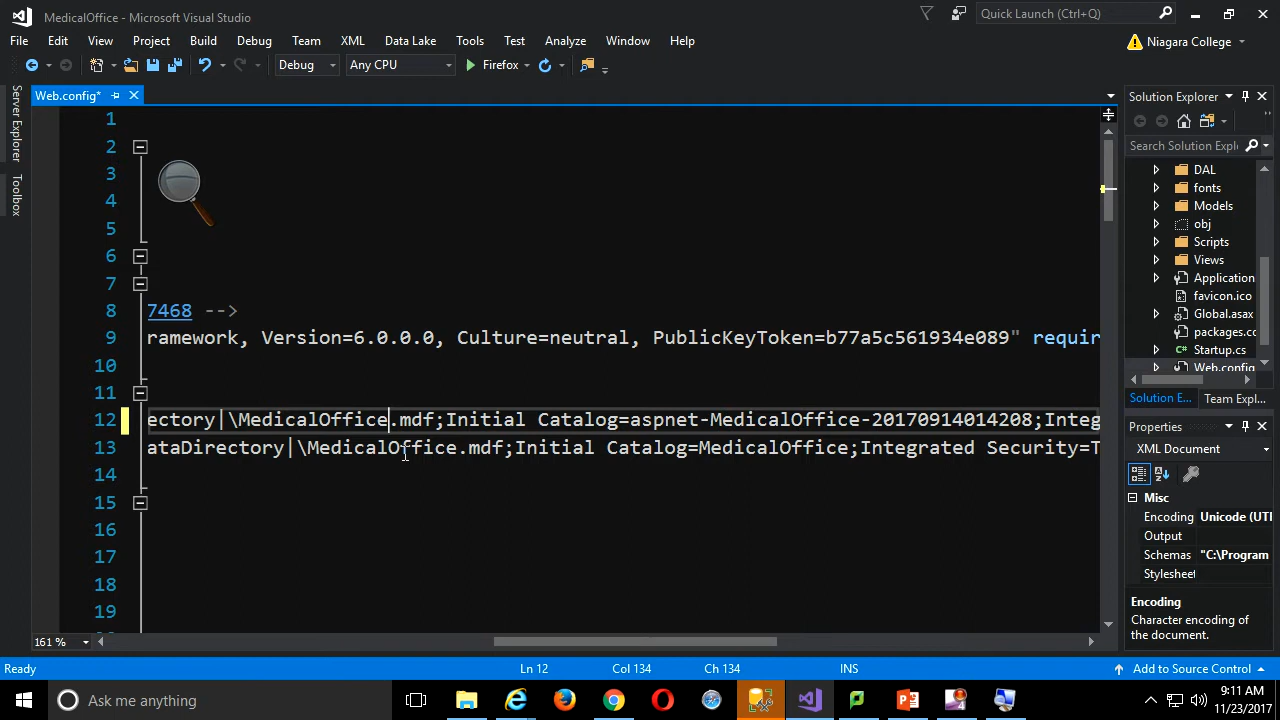 MedicalOffice - Microsoft Visual Studio
Quick Launch (Ctrl+Q)
File Edit View Project Build Debug Team XML Data Lake Tools Test Analyze Window Help
Niagara College
Debug Any CPU Firefox
Server Explorer
Toolbox
Web.config*
1
2
3
4
5
6
7
8 7468 -->
9 ramework, Version=6.0.0.0, Culture=neutral, PublicKeyToken=b77a5c561934e089" requir
10
11
12 ectory|\MedicalOffice.mdf;Initial Catalog=aspnet-MedicalOffice-20170914014208;Integ
13 ataDirectory|\MedicalOffice.mdf;Initial Catalog=MedicalOffice;Integrated Security=T
14
15
16
17
18
19
161 %
Solution Explorer
Search Solution Explo
DAL
fonts
Models
obj
Scripts
Views
Application
favicon.ico
Global.asax
packages.co
Startup.cs
Web.config
Solution E... Team Expl...
Properties
XML Document
Misc
Encoding Unicode (UTI
Output
Schemas "C:\Program
Stylesheet
Encoding
Character encoding of
the document.
Ready Ln 12 Col 134 Ch 134 INS Add to Source Control
Ask me anything
9:11 AM
11/23/2017